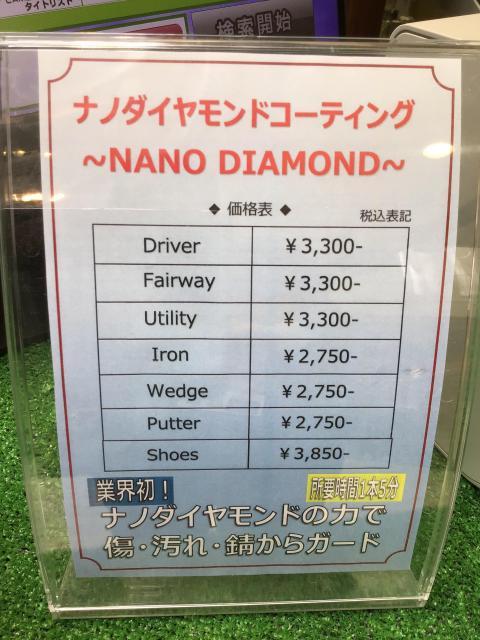 タイトリスト
検索開始
ナノダイヤモンドコーティング
~NANO DIAMOND~
◆ 価格表 ◆
税込表記
Driver ￥3,300-
Fairway ￥3,300-
Utility ￥3,300-
Iron ￥2,750-
Wedge ￥2,750-
Putter ￥2,750-
Shoes ￥3,850-
業界初！ 所要時間1本5分
ナノダイヤモンドの力で
傷・汚れ・錆からガード